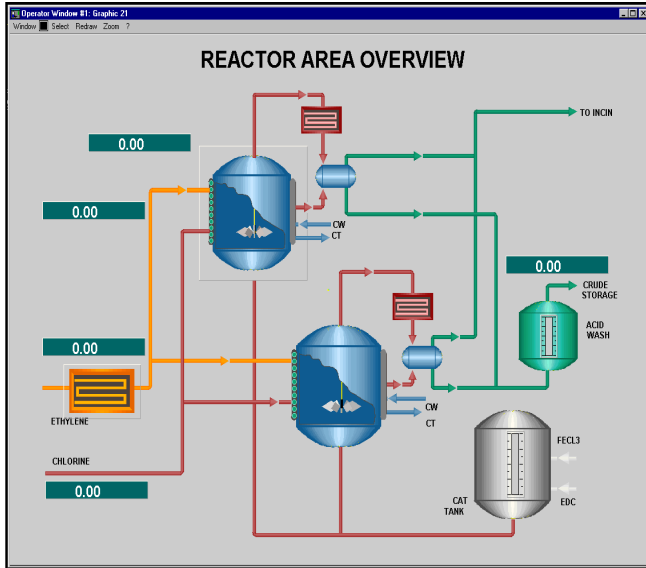 Operator Window #1: Graphic 21
Window Select Redraw Zoom ?
REACTOR AREA OVERVIEW
TO INCIN
0.00
0.00
CW
CT
0.00
CRUDE
STORAGE
ACID
WASH
0.00
ETHYLENE
CW
CT
CHLORINE
0.00
FECL3
CAT
TANK
EDC